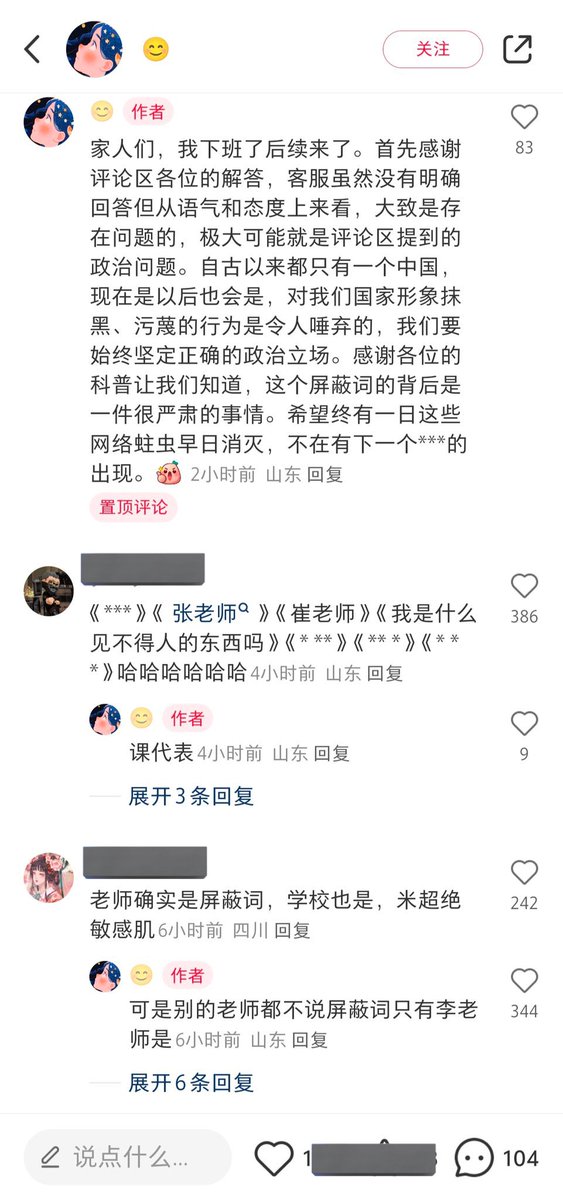 关注
作者
83
家人们，我下班了后续来了。首先感谢
评论区各位的解答，客服虽然没有明确
回答但从语气和态度上来看，大致是存
在问题的，极大可能就是评论区提到的
政治问题。自古以来都只有一个中国，
现在是以后也会是，对我们国家形象抹
黑、污蔑的行为是令人唾弃的，我们要
始终坚定正确的政治立场。感谢各位的
科普让我们知道，这个屏蔽词的背后是
一件很严肃的事情。希望终有一日这些
网络蛀虫早日消灭，不在有下一个***的
出现。 2小时前 山东 回复
置顶评论
《***》《 张老师 》《崔老师》《我是什么
386
见不得人的东西吗》《* **》《** *》《* *
*》哈哈哈哈哈哈 4小时前 山东 回复
作者
课代表 4小时前 山东 回复
9
展开 3 条回复
老师确实是屏蔽词，学校也是，米超绝
242
敏感肌 6小时前 四川 回复
作者
可是别的老师都不说屏蔽词只有李老
344
师是 6小时前 山东 回复
展开 6 条回复
说点什么...
1
104